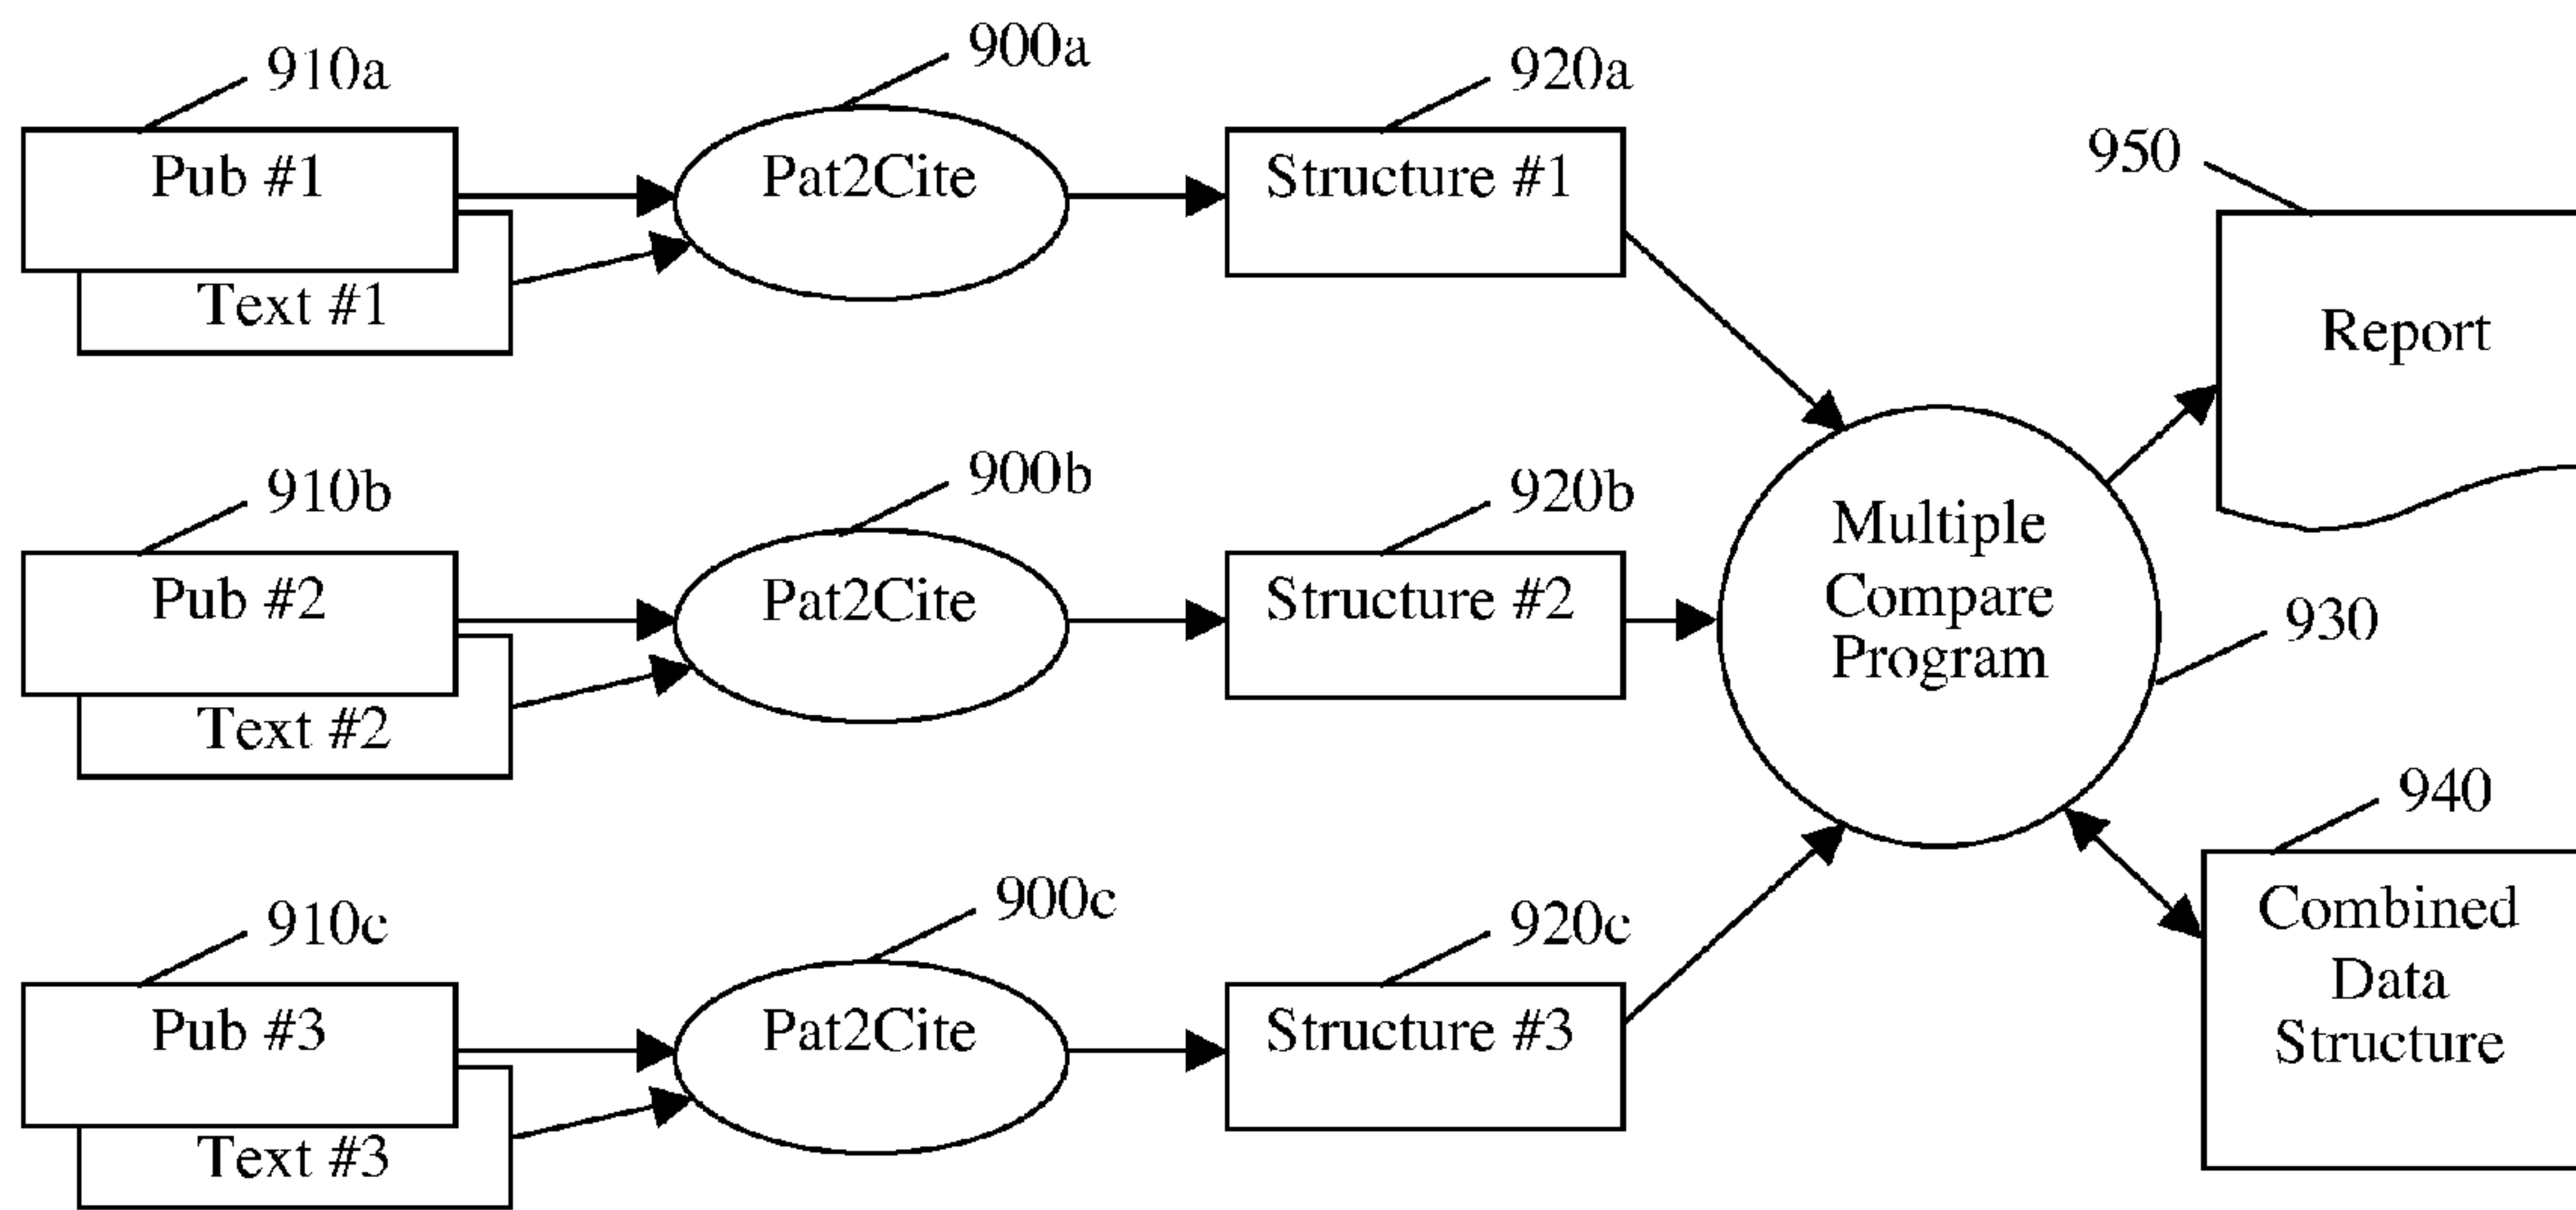 910a
900a
920a
950
Pub #1
Text #1
Pat2Cite
Structure #1
Report
910b
900b
920b
Pub #2
Text #2
Pat2Cite
Structure #2
Multiple
Compare
Program
930
940
910c
900c
920c
Pub #3
Text #3
Pat2Cite
Structure #3
Combined
Data
Structure